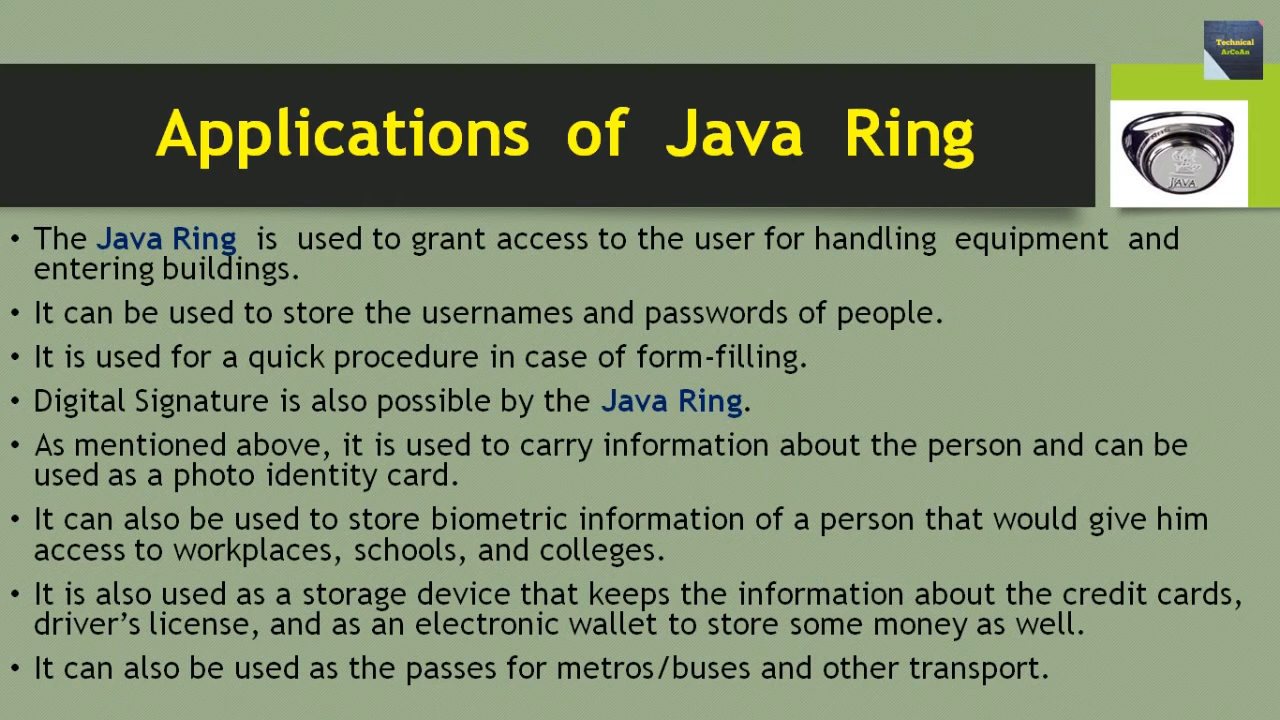 Technical
ArCoAn
Applications of Java Ring
JAVA
• The Java Ring is used to grant access to the user for handling equipment and
entering buildings.
• It can be used to store the usernames and passwords of people.
• It is used for a quick procedure in case of form-filling.
• Digital Signature is also possible by the Java Ring.
• As mentioned above, it is used to carry information about the person and can be
used as a photo identity card.
• It can also be used to store biometric information of a person that would give him
access to workplaces, schools, and colleges.
• It is also used as a storage device that keeps the information about the credit cards,
driver’s license, and as an electronic wallet to store some money as well.
• It can also be used as the passes for metros/buses and other transport.